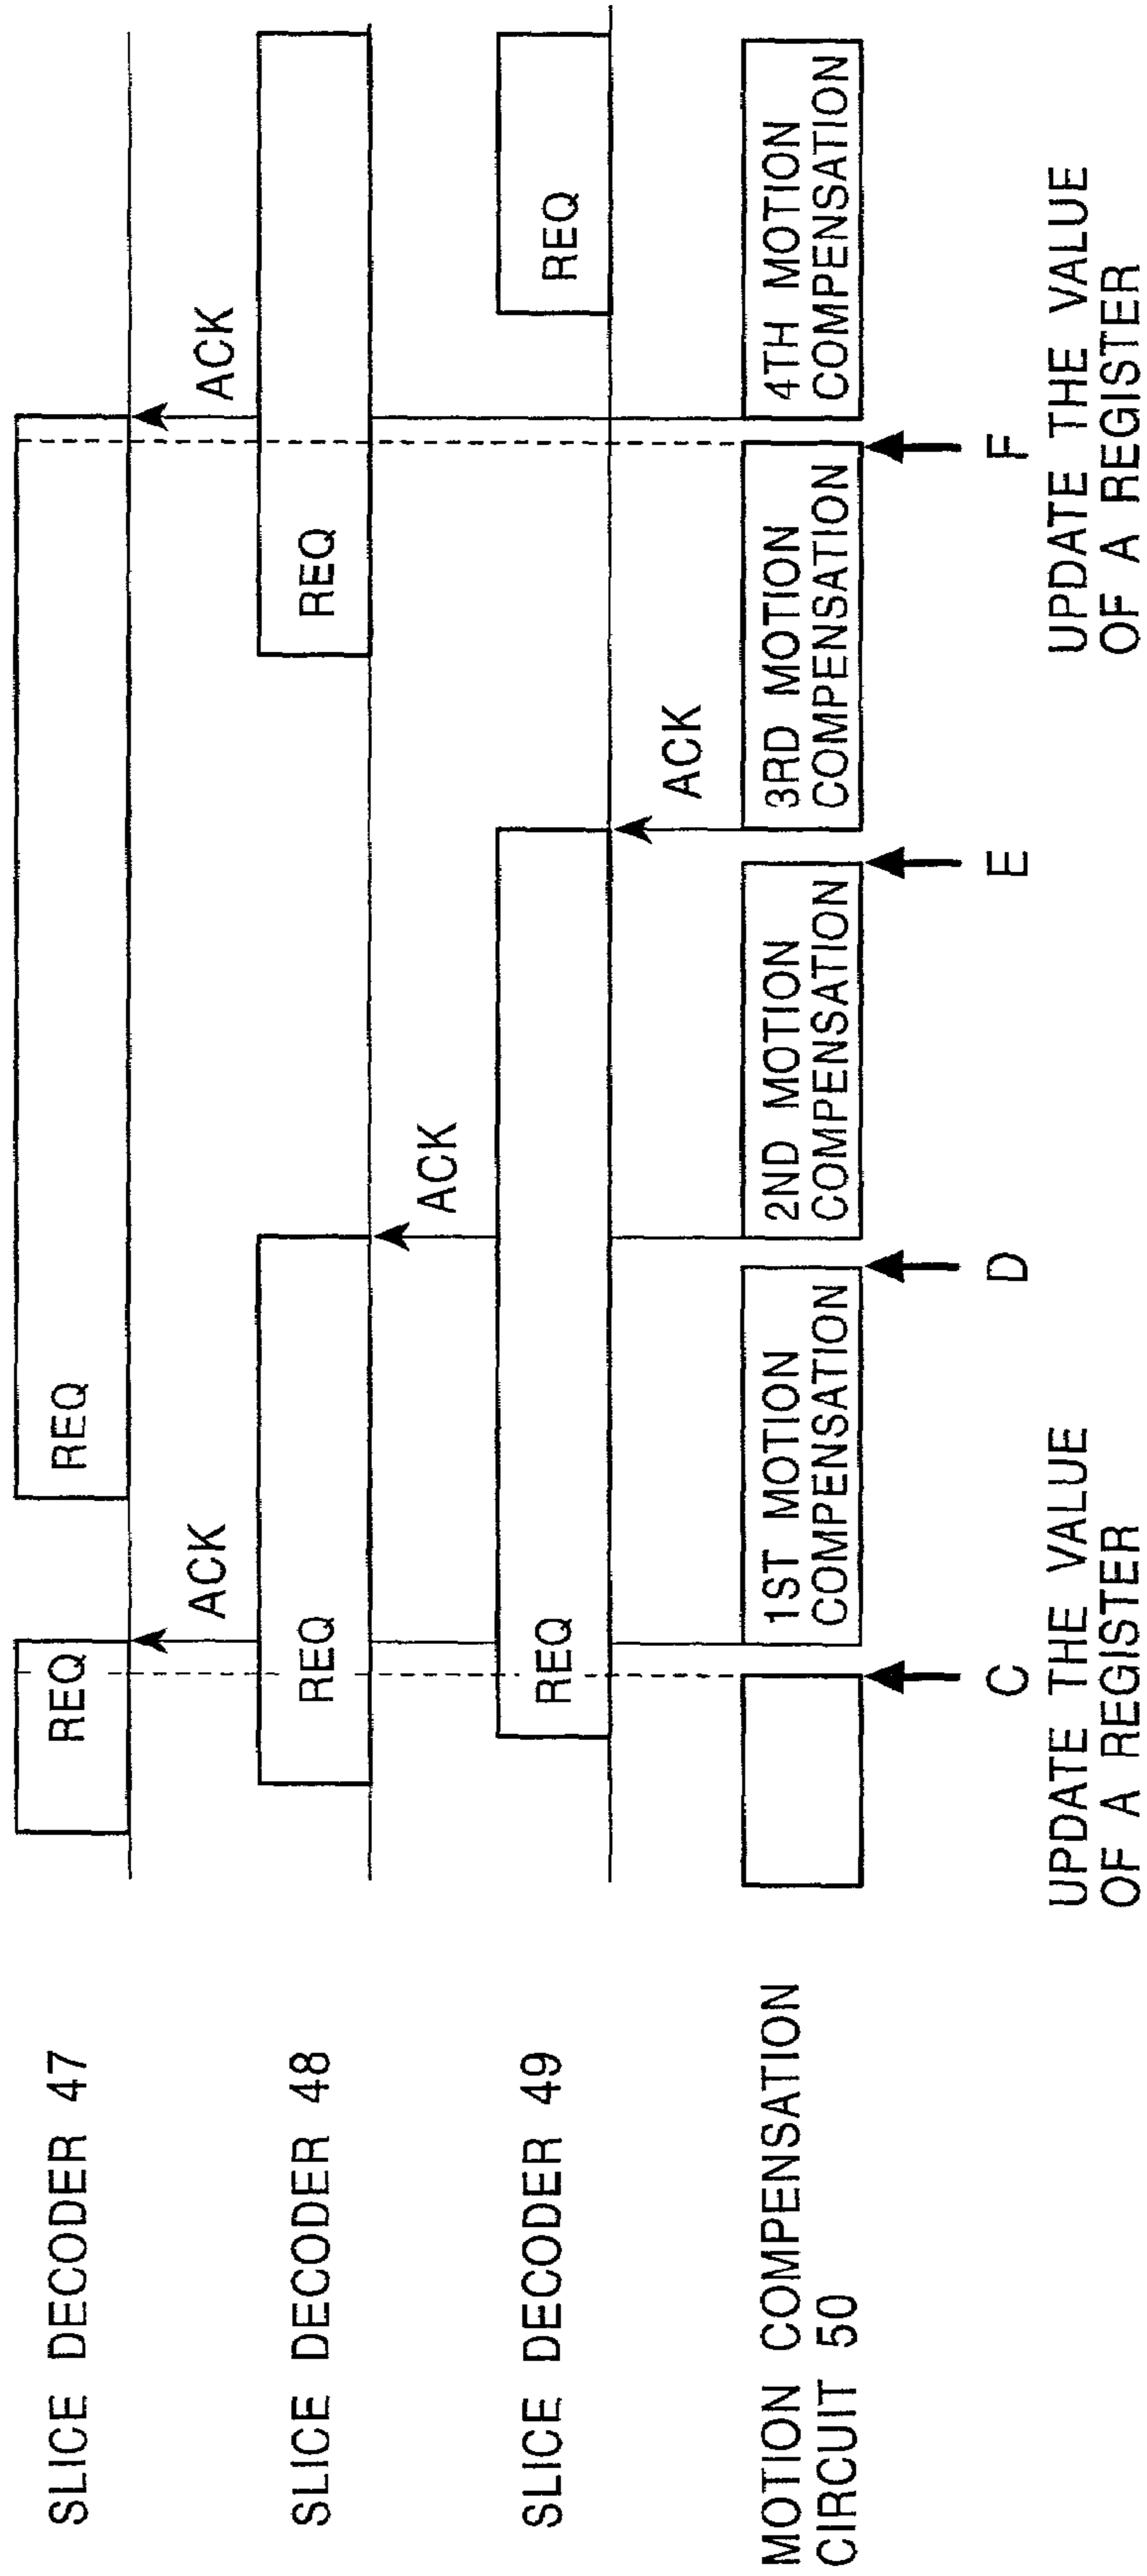 SLICE DECODER 47
REQ
REQ
ACK
ACK
SLICE DECODER 48
REQ
REQ
ACK
SLICE DECODER 49
REQ
REQ
ACK
MOTION COMPENSATION
CIRCUIT 50
1ST MOTION
COMPENSATION
2ND MOTION
COMPENSATION
3RD MOTION
COMPENSATION
4TH MOTION
COMPENSATION
C
D
E
F
UPDATE THE VALUE
OF A REGISTER
UPDATE THE VALUE
OF A REGISTER